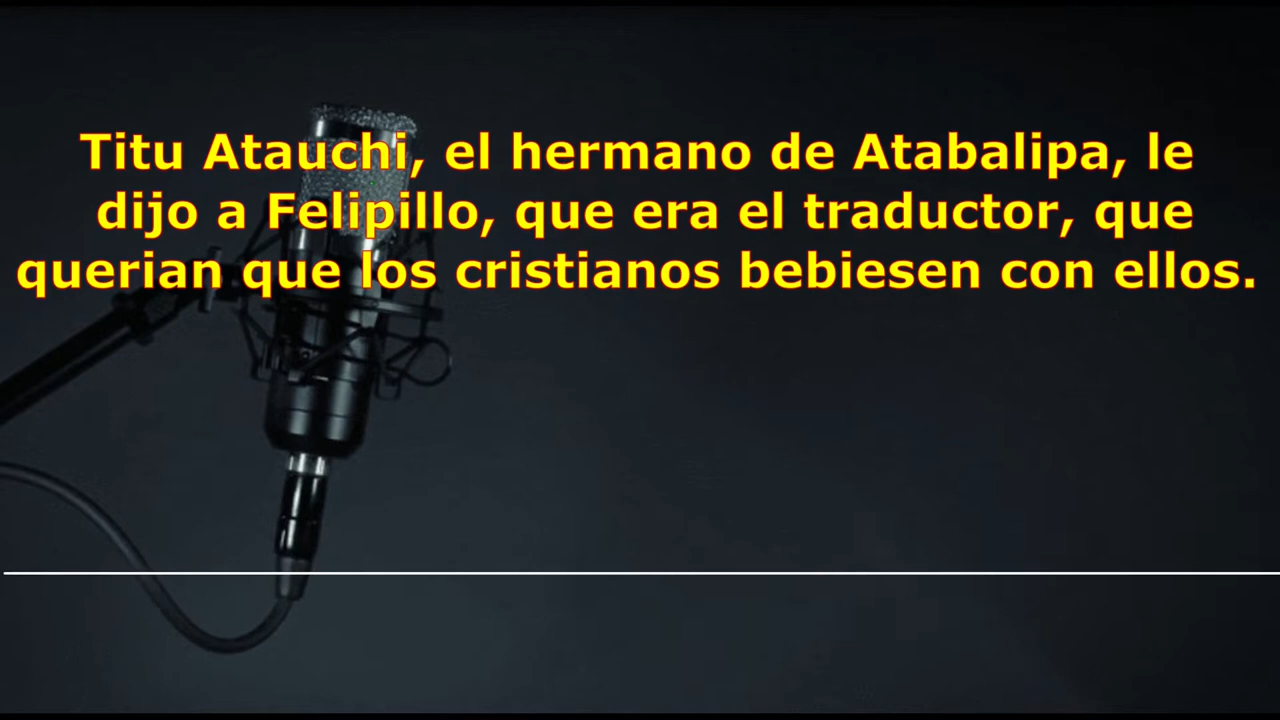 Titu Atauchi, el hermano de Atabalipa, le
dijo a Felipillo, que era el traductor, que
querian que los cristianos bebiesen con ellos.